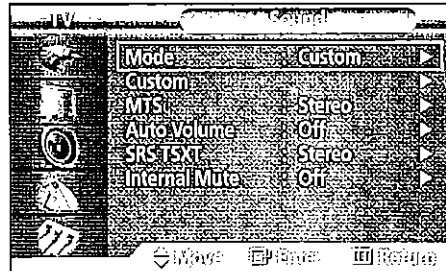 TV Sound
Mode : Custom
Custom
MTS : Stereo
Auto Volume : Off
SRS TSXT : Stereo
Internal Mute : Off
Move Enter Return